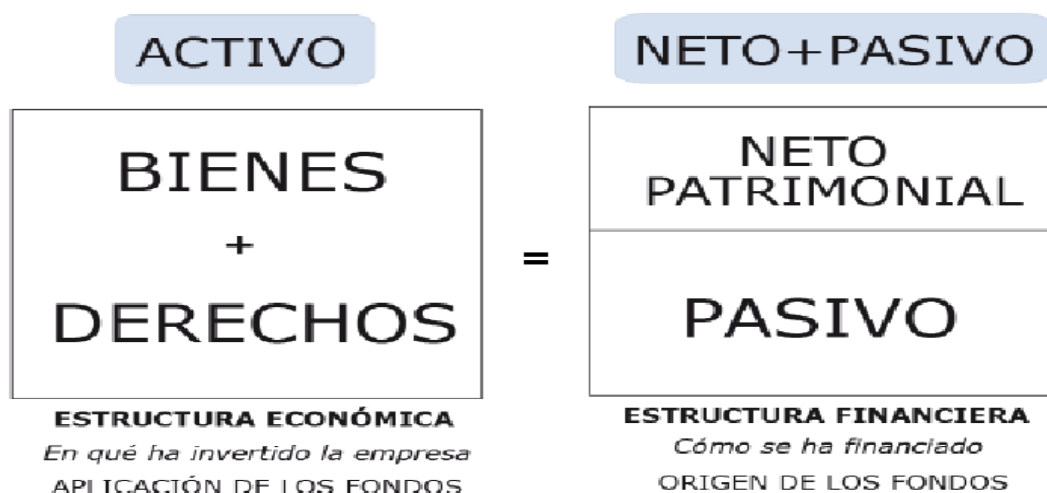 ACTIVO
BIENES
+
DERECHOS
ESTRUCTURA ECONÓMICA
En qué ha invertido la empresa
APLICACIÓN DE LOS FONDOS
=
NETO+PASIVO
NETO
PATRIMONIAL
PASIVO
ESTRUCTURA FINANCIERA
Cómo se ha financiado
ORIGEN DE LOS FONDOS